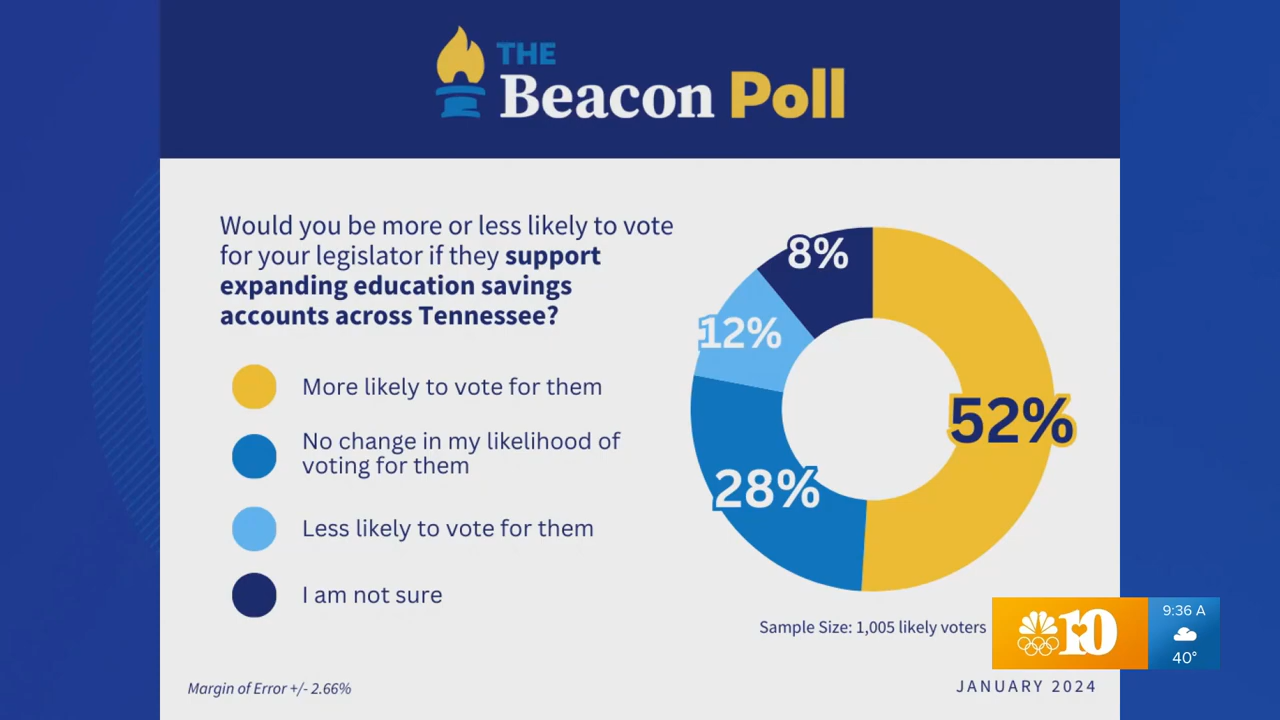 THE
Beacon Poll
Would you be more or less likely to vote
for your legislator if they support
expanding education savings
accounts across Tennessee?
More likely to vote for them
No change in my likelihood of
voting for them
Less likely to vote for them
I am not sure
8%
12%
52%
28%
Sample Size: 1,005 likely voters
Margin of Error +/- 2.66%
JANUARY 2024
10
9:36 A
40°